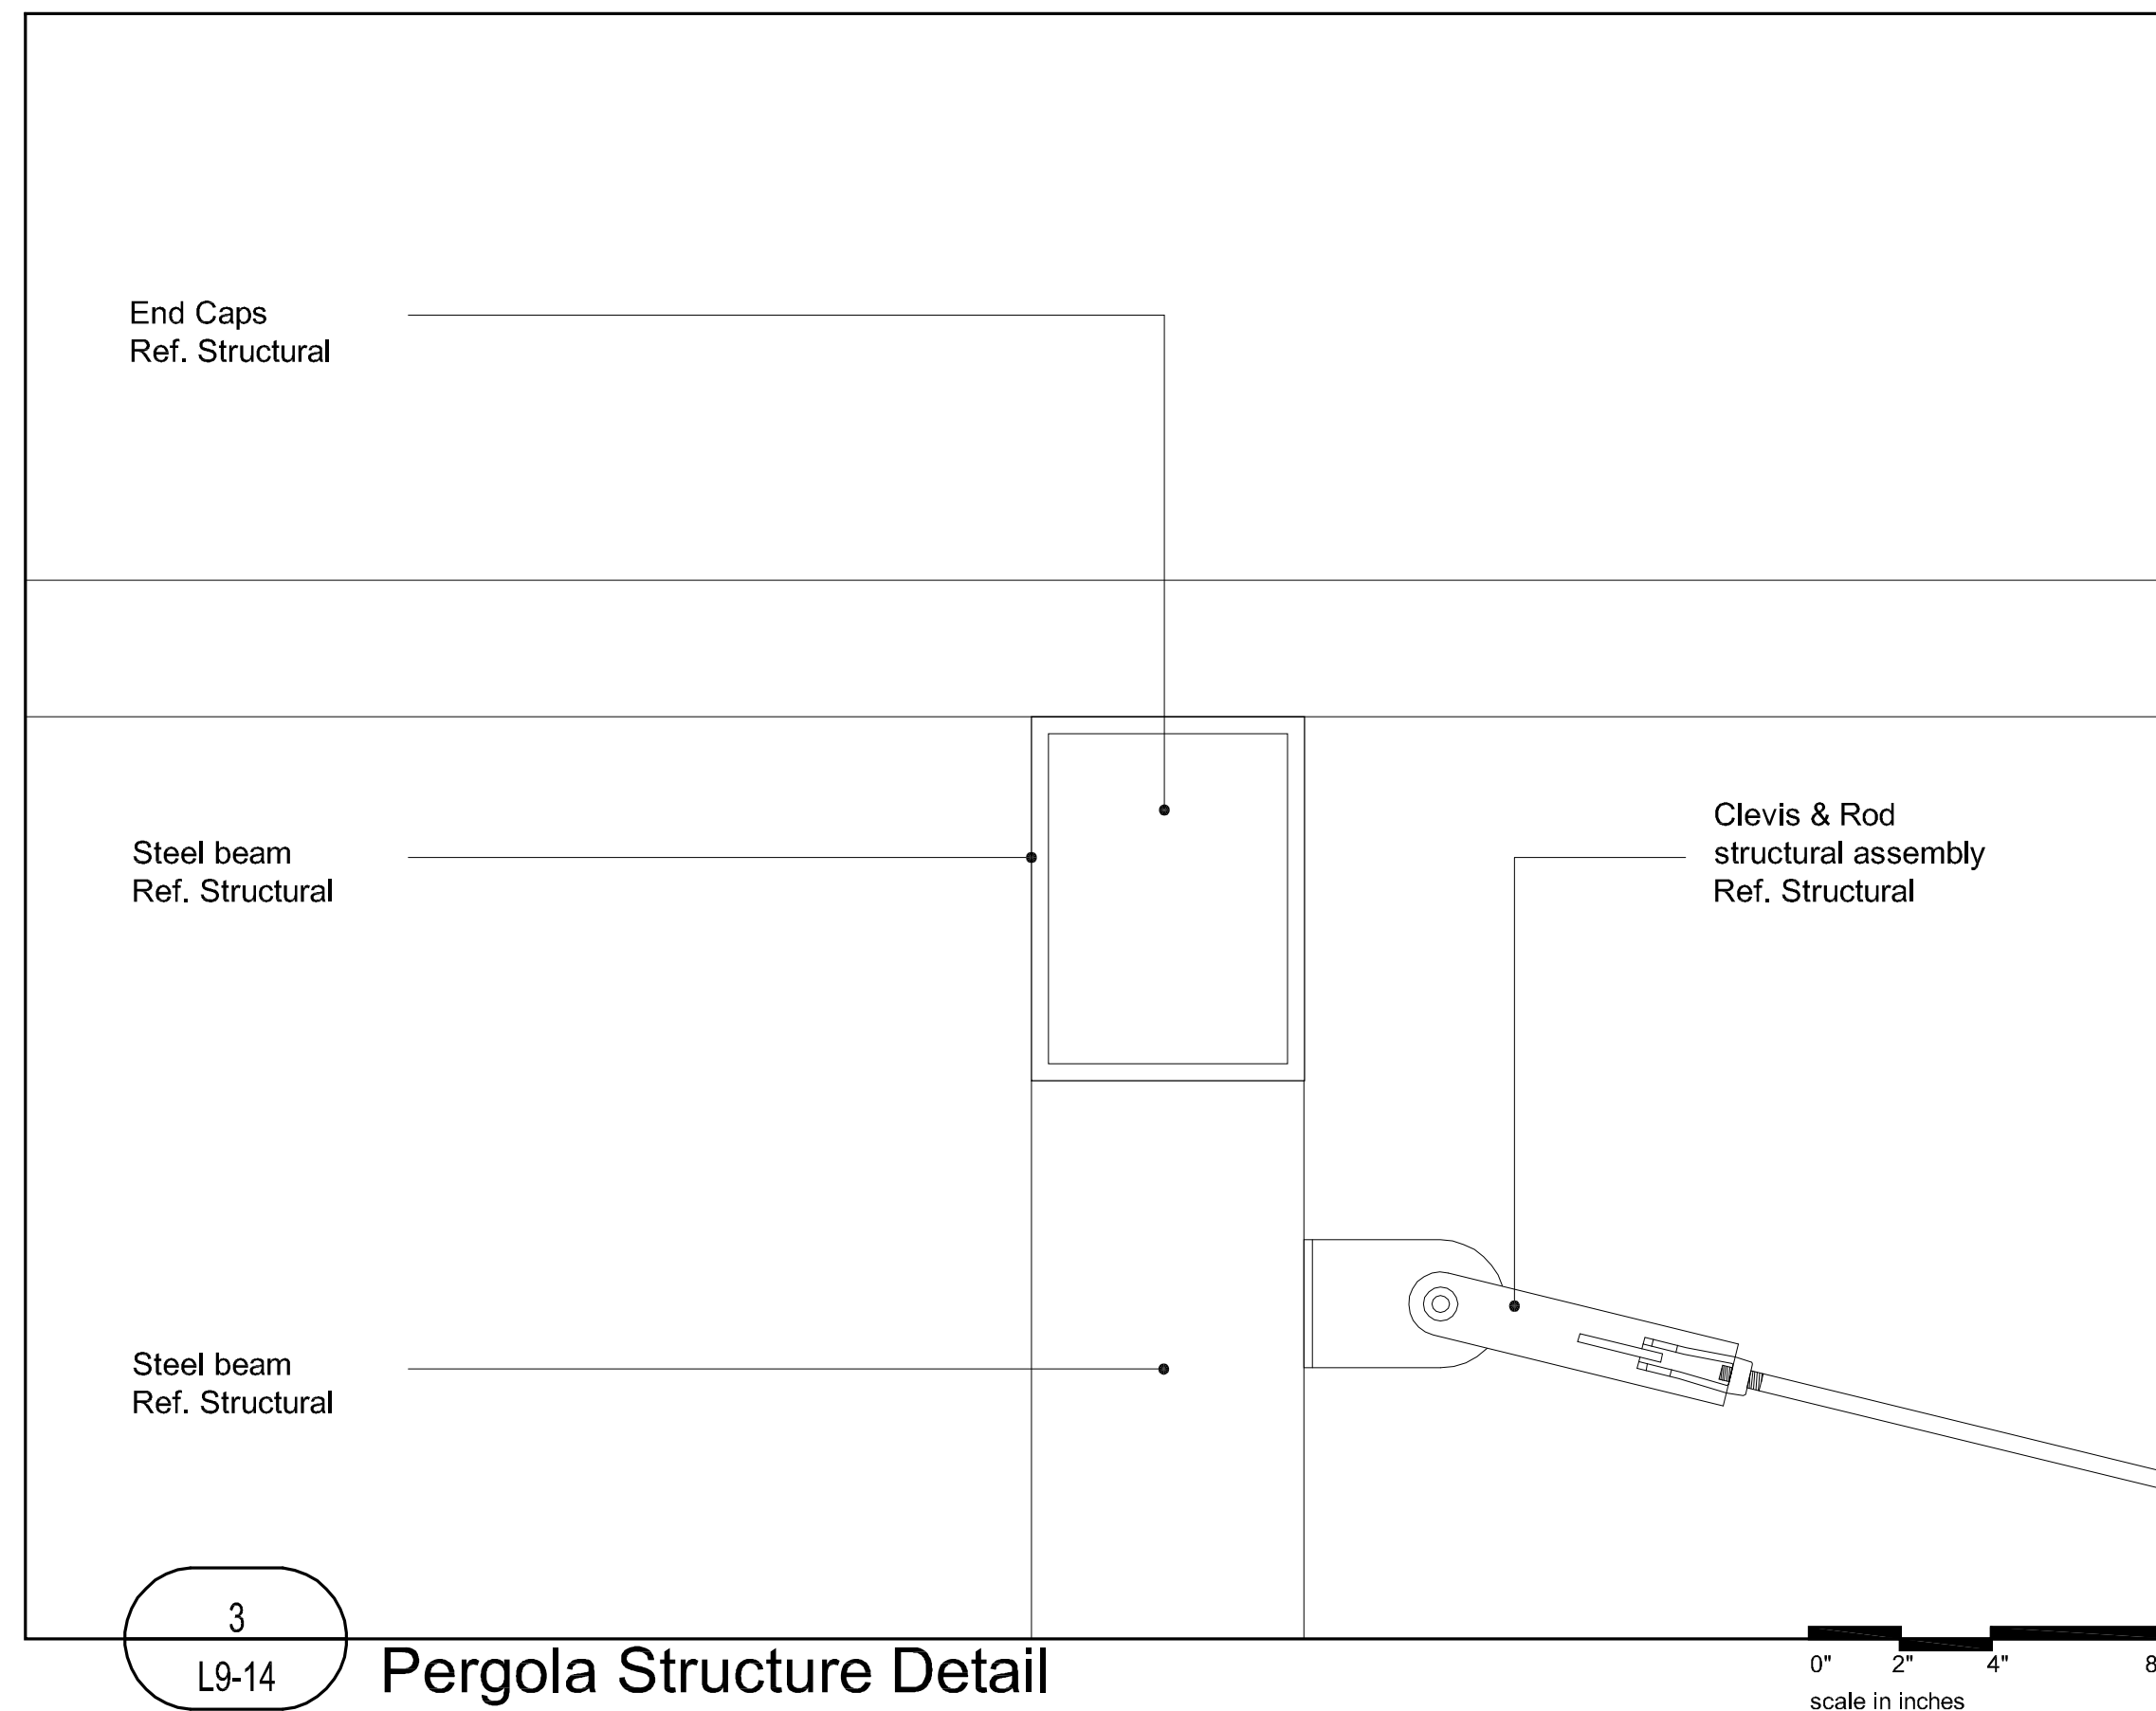 End Caps
Ref. Structural
Steel beam
Ref. Structural
Clevis & Rod
structural assembly
Ref. Structural
Steel beam
Ref. Structural
3
L9-14
Pergola Structure Detail
0" 2" 4" 8
scale in inches